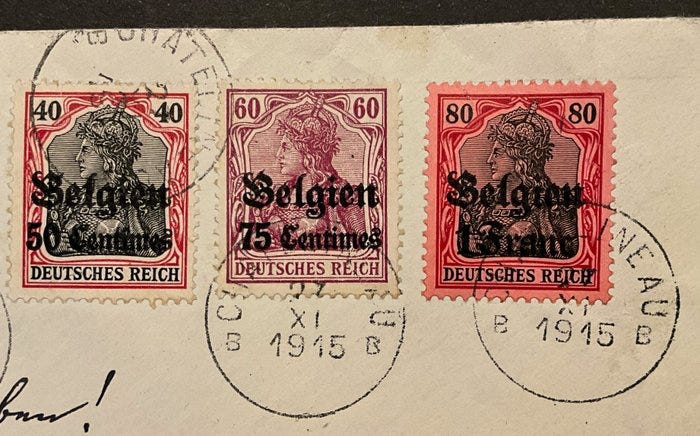 40 40
Belgien
50 Centimes
DEUTSCHES REICH
60 60
Belgien
75 Centimes
DEUTSCHES REICH
80 80
Belgien
1 Franc
DEUTSCHES REICH
XI
B 1915 B
INEAU
XI
B 1915 B